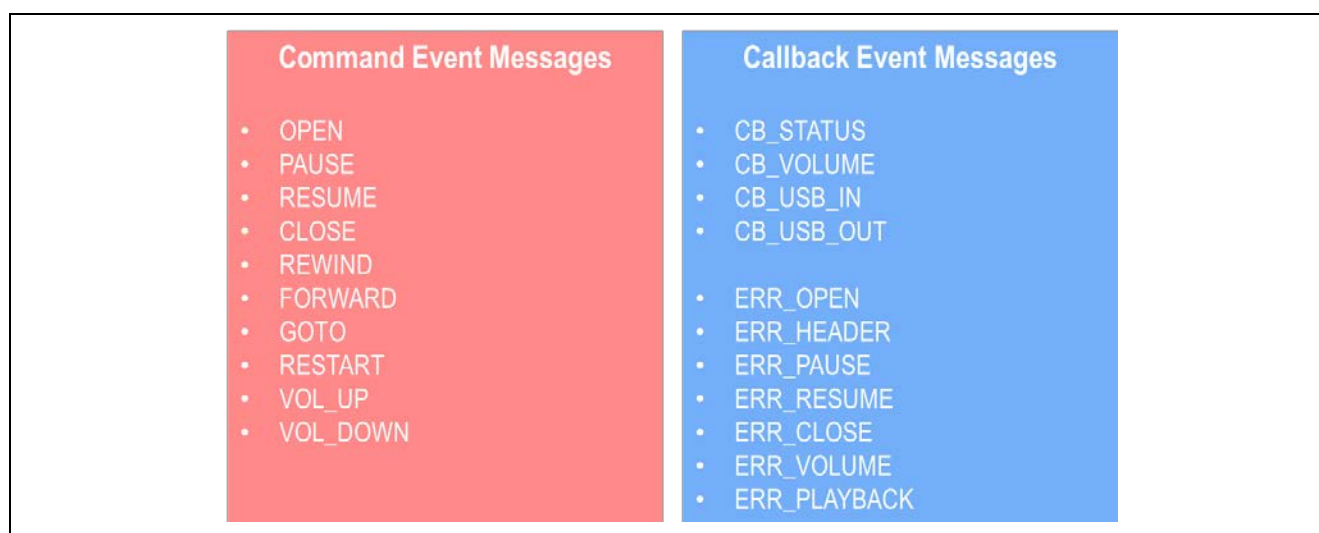 Command Event Messages
• OPEN
• PAUSE
• RESUME
• CLOSE
• REWIND
• FORWARD
• GOTO
• RESTART
• VOL_UP
• VOL_DOWN
Callback Event Messages
• CB_STATUS
• CB_VOLUME
• CB_USB_IN
• CB_USB_OUT
• ERR_OPEN
• ERR_HEADER
• ERR_PAUSE
• ERR_RESUME
• ERR_CLOSE
• ERR_VOLUME
• ERR_PLAYBACK